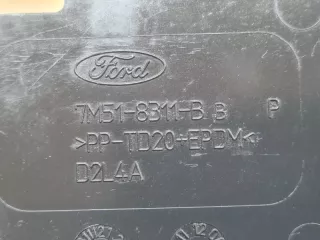 Ford
7M51-8311-B B P
>PP-TD20+EPDM<
D2L4A